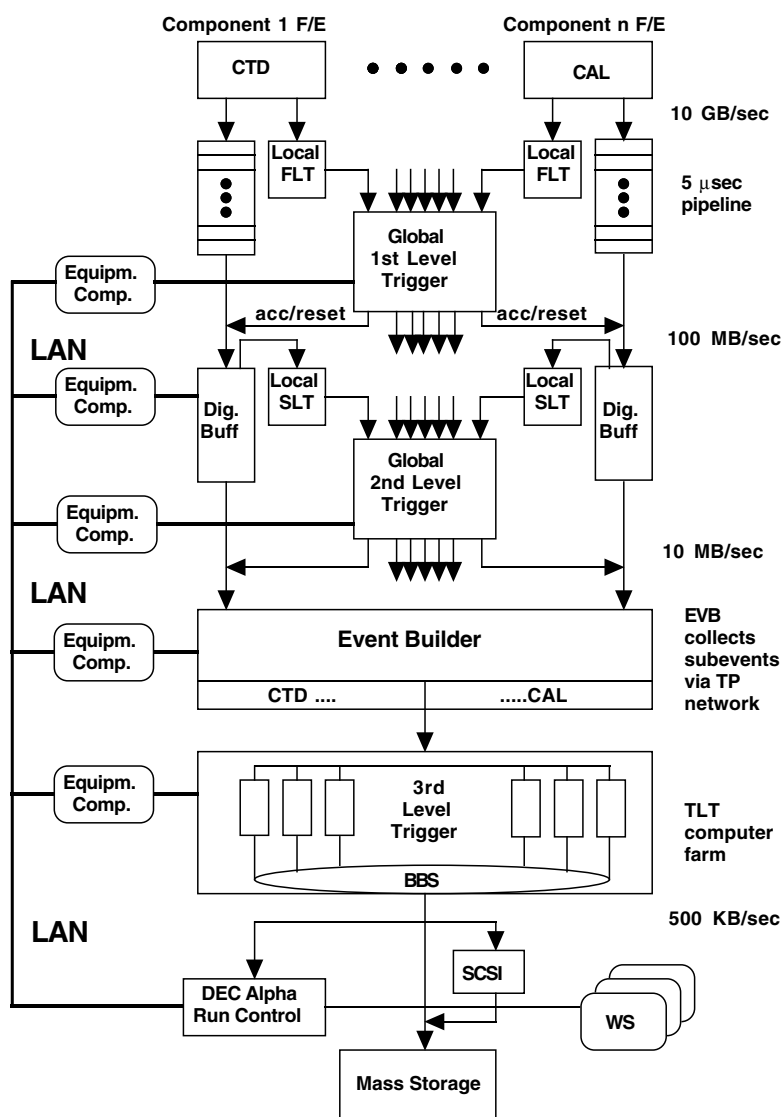 Component 1 F/E
Component n F/E
CTD
CAL
10 GB/sec
Local
FLT
Local
FLT
5 μsec
pipeline
Global
1st Level
Trigger
Equipm.
Comp.
acc/reset
acc/reset
LAN
100 MB/sec
Equipm.
Comp.
Dig.
Buff
Local
SLT
Local
SLT
Dig.
Buff
Global
2nd Level
Trigger
Equipm.
Comp.
10 MB/sec
LAN
Equipm.
Comp.
Event Builder
EVB
collects
subevents
via TP
network
CTD ....
.....CAL
Equipm.
Comp.
3rd
Level
Trigger
TLT
computer
farm
BBS
LAN
500 KB/sec
SCSI
DEC Alpha
Run Control
WS
Mass Storage